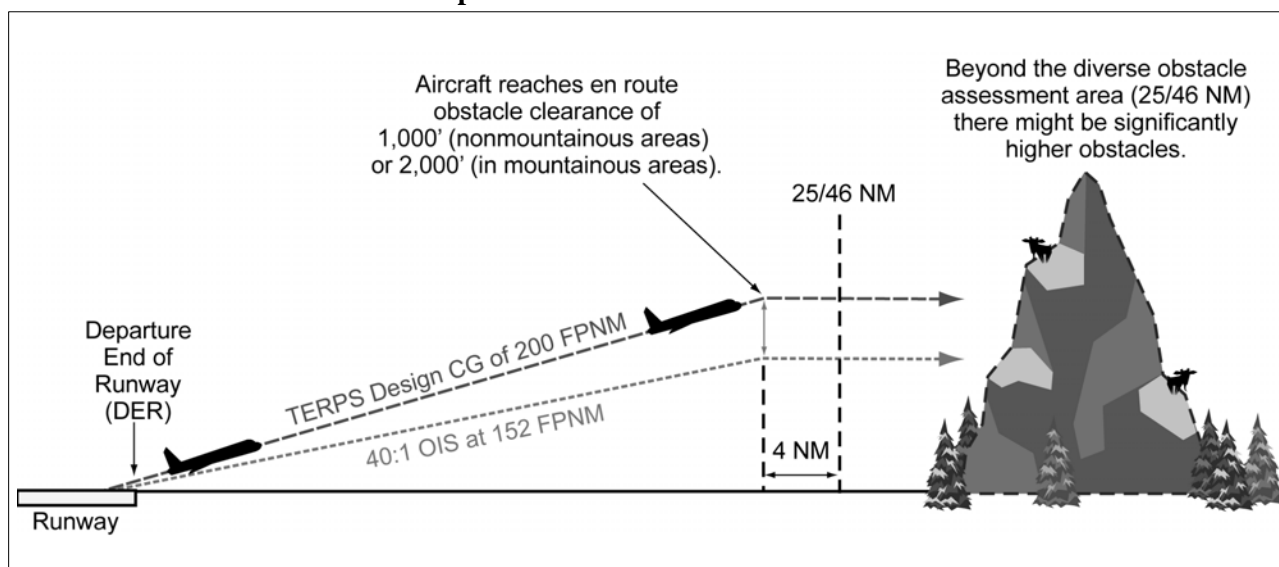 Aircraft reaches en route
obstacle clearance of
1,000’ (nonmountainous areas)
or 2,000’ (in mountainous areas).
Beyond the diverse obstacle
assessment area (25/46 NM)
there might be significantly
higher obstacles.
25/46 NM
Departure
End of
Runway
(DER)
TERPS Design CG of 200 FPNM
40:1 OIS at 152 FPNM
4 NM
Runway